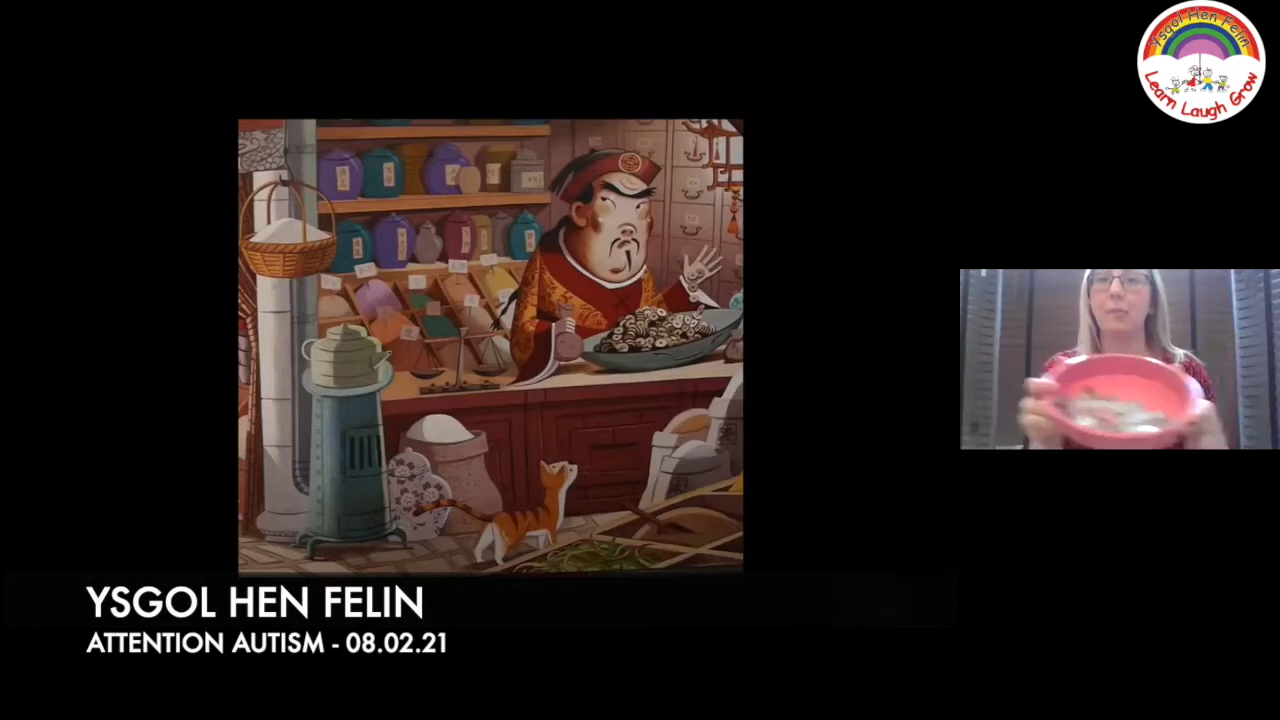 Ysgol Hen Felin
Learn Laugh Grow
YSGOL HEN FELIN
ATTENTION AUTISM - 08.02.21